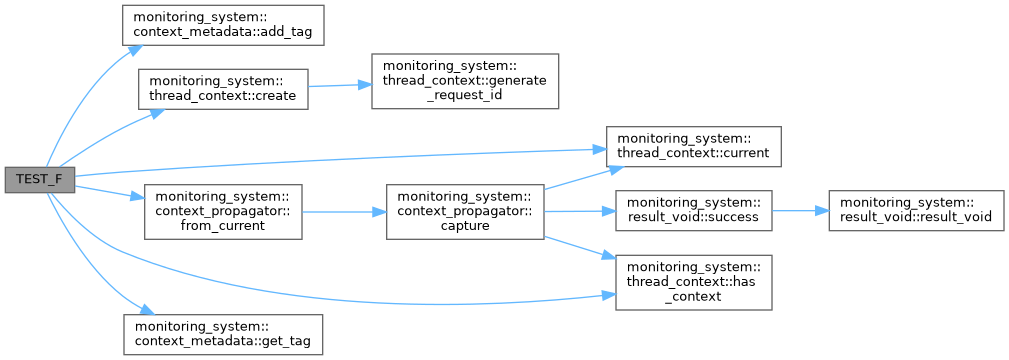 monitoring_system::
context_metadata::add_tag
monitoring_system::
thread_context::create
monitoring_system::
thread_context::generate
_request_id
TEST_F
monitoring_system::
thread_context::current
monitoring_system::
context_propagator::
from_current
monitoring_system::
context_propagator::
capture
monitoring_system::
result_void::success
monitoring_system::
result_void::result_void
monitoring_system::
thread_context::has
_context
monitoring_system::
context_metadata::get_tag